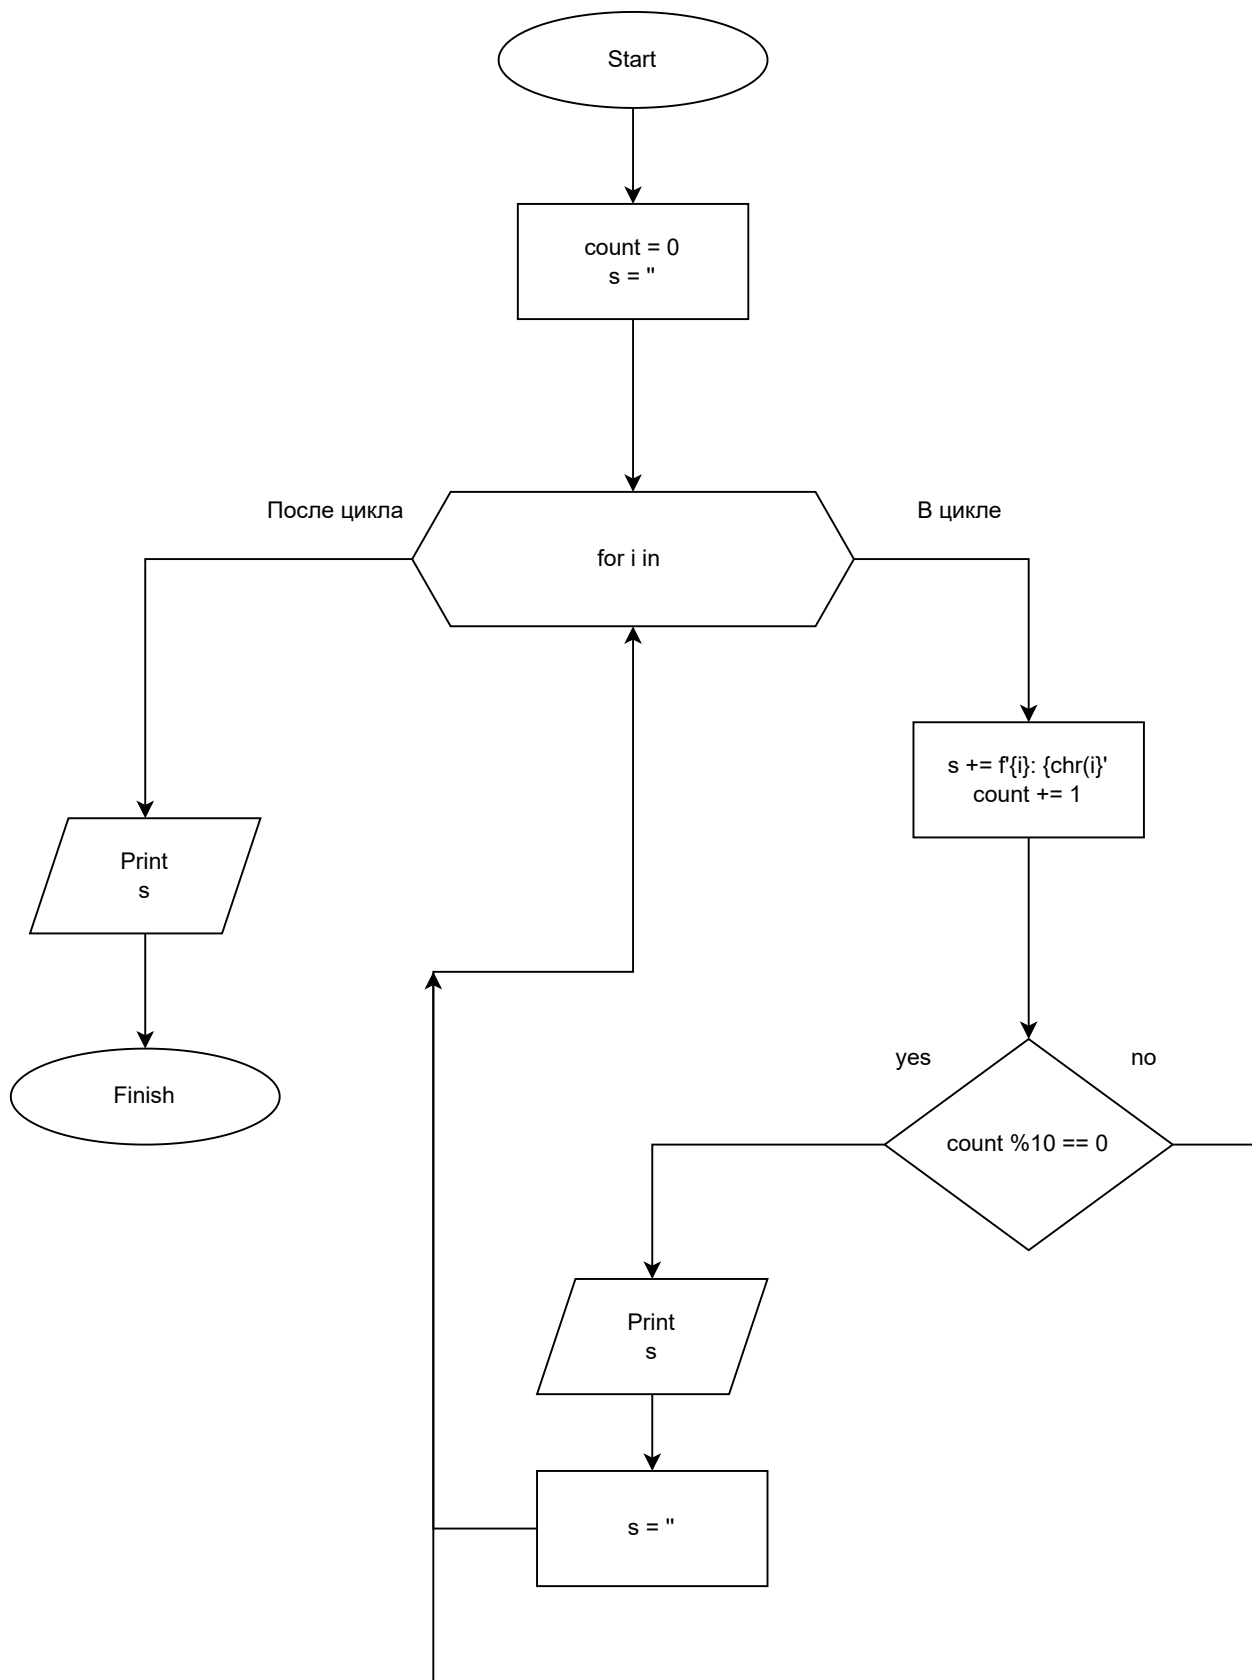 Start
count = 0
s = ''
После цикла
for i in
В цикле
s += f'{i}: {chr(i}'
count += 1
Print
s
Finish
yes
no
count %10 == 0
Print
s
s = ''